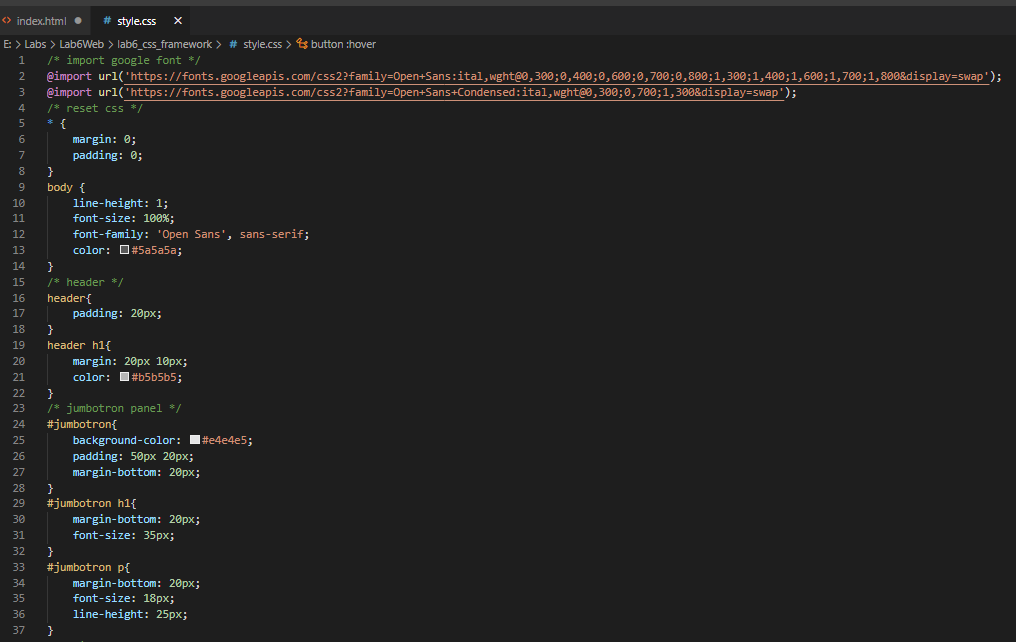 index.html ● # style.css ×
E: > Labs > Lab6Web > lab6_css_framework > # style.css > button :hover
1 /* import google font */
2 @import url('https://fonts.googleapis.com/css2?family=Open+Sans:ital,wght@0,300;0,400;0,600;0,700;0,800;1,300;1,400;1,600;1,700;1,800&display=swap');
3 @import url('https://fonts.googleapis.com/css2?family=Open+Sans+Condensed:ital,wght@0,300;0,700;1,300&display=swap');
4 /* reset css */
5 * {
6     margin: 0;
7     padding: 0;
8 }
9 body {
10     line-height: 1;
11     font-size: 100%;
12     font-family: 'Open Sans', sans-serif;
13     color: #5a5a5a;
14 }
15 /* header */
16 header{
17     padding: 20px;
18 }
19 header h1{
20     margin: 20px 10px;
21     color: #b5b5b5;
22 }
23 /* jumbotron panel */
24 #jumbotron{
25     background-color: #e4e4e5;
26     padding: 50px 20px;
27     margin-bottom: 20px;
28 }
29 #jumbotron h1{
30     margin-bottom: 20px;
31     font-size: 35px;
32 }
33 #jumbotron p{
34     margin-bottom: 20px;
35     font-size: 18px;
36     line-height: 25px;
37 }